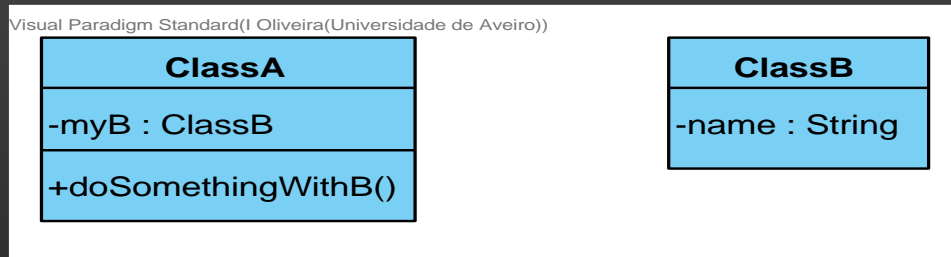 Visual Paradigm Standard(I Oliveira(Universidade de Aveiro))
ClassA
-myB : ClassB
+doSomethingWithB()
ClassB
-name : String